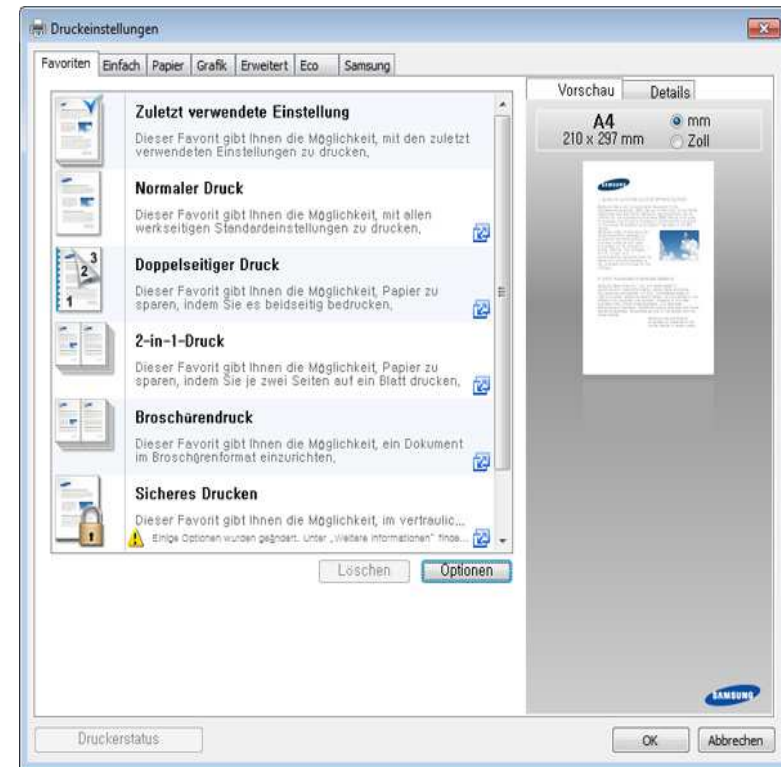 Druckeinstellungen
Favoriten Einfach Papier Grafik Erweitert Eco Samsung
Zuletzt verwendete Einstellung
Dieser Favorit gibt Ihnen die Möglichkeit, mit den zuletzt
verwendeten Einstellungen zu drucken,
Normaler Druck
Dieser Favorit gibt Ihnen die Möglichkeit, mit allen
werkseitigen Standardeinstellungen zu drucken,
3
2
1
Doppelseitiger Druck
Dieser Favorit gibt Ihnen die Möglichkeit, Papier zu
sparen, indem Sie es beidseitig bedrucken,
2-in-1-Druck
Dieser Favorit gibt Ihnen die Möglichkeit, Papier zu
sparen, indem Sie je zwei Seiten auf ein Blatt drucken,
Broschürendruck
Dieser Favorit gibt Ihnen die Möglichkeit, ein Dokument
im Broschürenformat einzurichten,
Sicheres Drucken
Dieser Favorit gibt Ihnen die Möglichkeit, im vertraulic...
Einige Optionen wurden geändert. Unter „Weitere Informationen" finde...
Löschen Optionen
Vorschau Details
A4
210 x 297 mm
mm
Zoll
SAMSUNG
SAMSUNG
Druckerstatus
OK Abbrechen